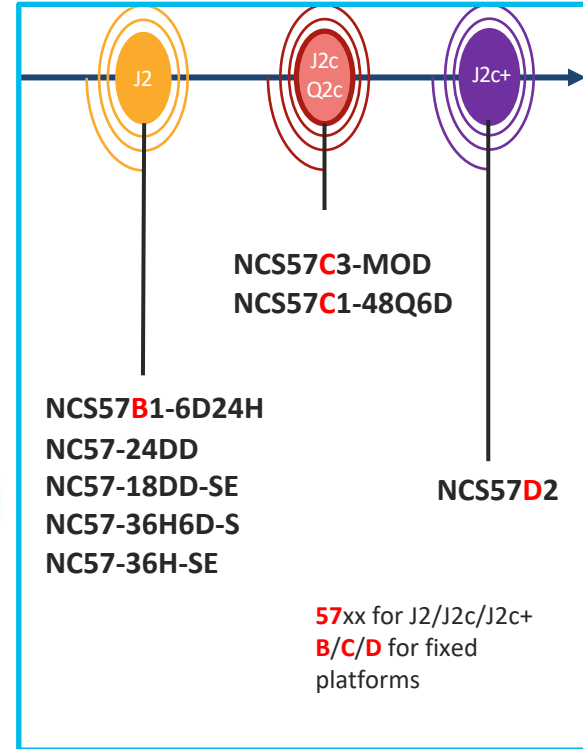 J2
J2c
Q2c
J2c+
NCS57C3-MOD
NCS57C1-48Q6D
NCS57B1-6D24H
NC57-24DD
NC57-18DD-SE
NC57-36H6D-S
NC57-36H-SE
NCS57D2
57xx for J2/J2c/J2c+
B/C/D for fixed
platforms